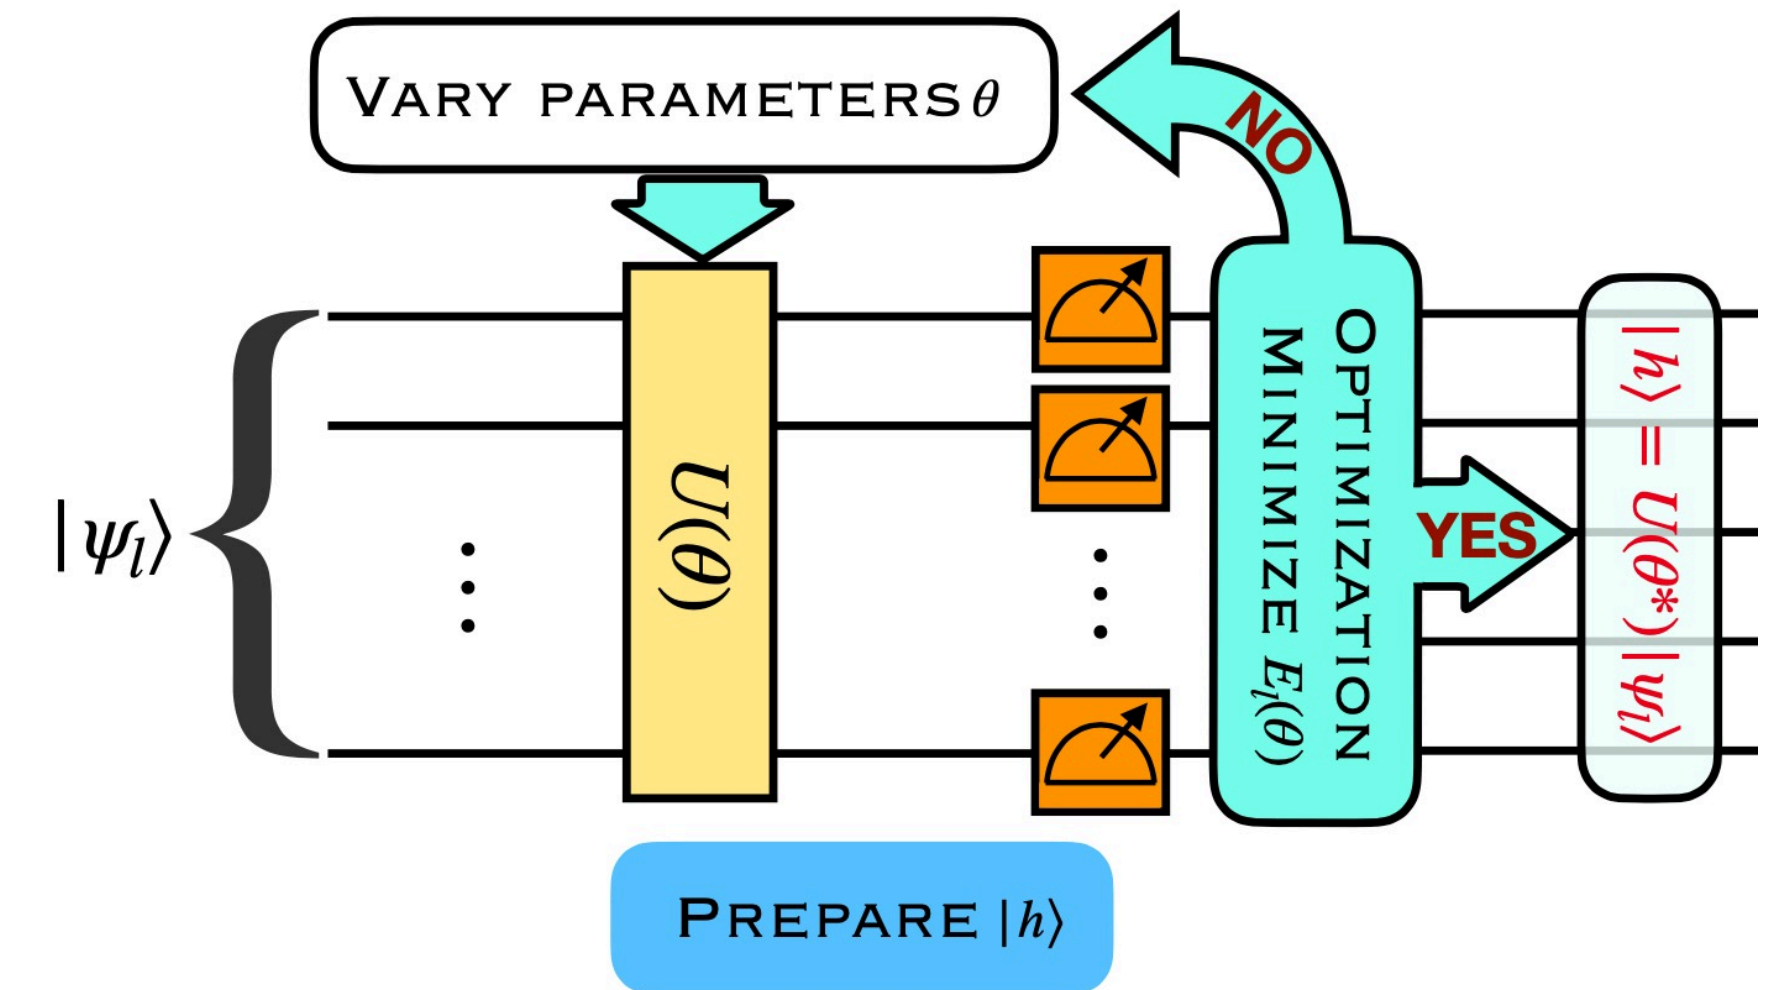 VARY PARAMETERS θ
NO
|ψ_l⟩
U(θ)
OPTIMIZATION
MINIMIZE E_l(θ)
YES
|h⟩ = U(θ*)|ψ_l⟩
PREPARE |h⟩